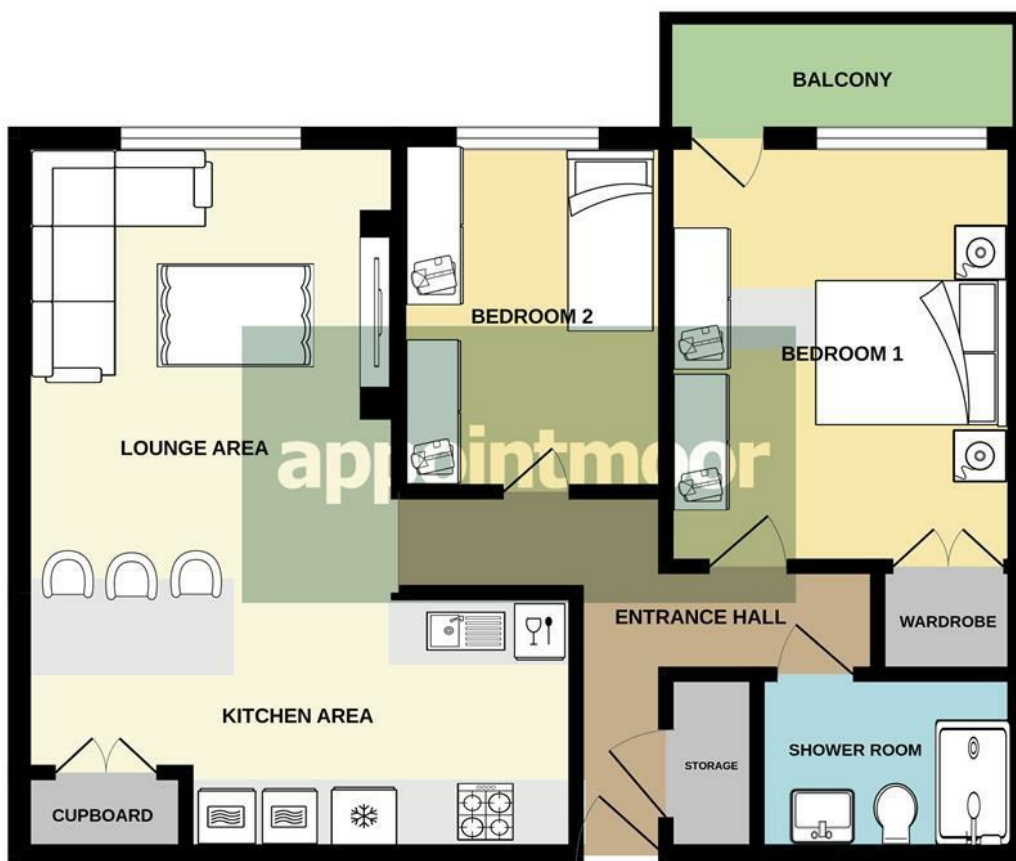 BALCONY
BEDROOM 2
BEDROOM 1
LOUNGE AREA
appointmoor
ENTRANCE HALL
WARDROBE
KITCHEN AREA
SHOWER ROOM
STORAGE
CUPBOARD